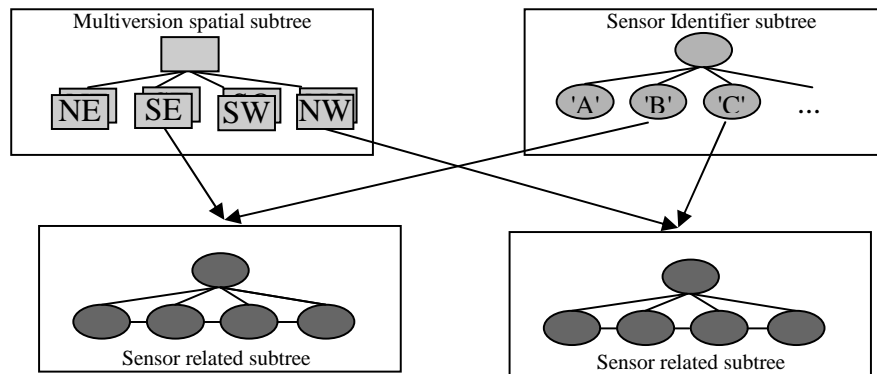 Multiversion spatial subtree
Sensor Identifier subtree
NE SE SW NW
'A' 'B' 'C' ...
Sensor related subtree
Sensor related subtree